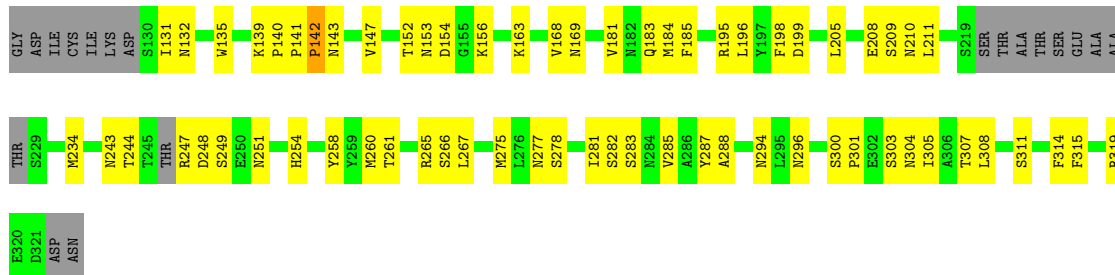 GLY ASP ILE CYS ILE LYS ASP S130 I131 N132 W135 K139 P140 P141 P142 N143 V147 T152 N153 D154 G155 K156 K163 V168 N169 V181 N182 Q183 M184 F185 R195 L196 Y197 F198 D199 L205 E208 S209 N210 L211 S219 SER THR ALA THR SER GLU ALA ALA
THR S229 M234 N243 T244 T245 THR R247 D248 S249 E250 N251 H254 Y258 Y259 M260 T261 R265 S266 L267 M275 L276 N277 S278 I281 S282 S283 N284 V285 A286 Y287 A288 N294 L295 N296 S300 P301 E302 S303 N304 I305 A306 T307 L308 S311 F314 F315
E320 D321 ASP ASN